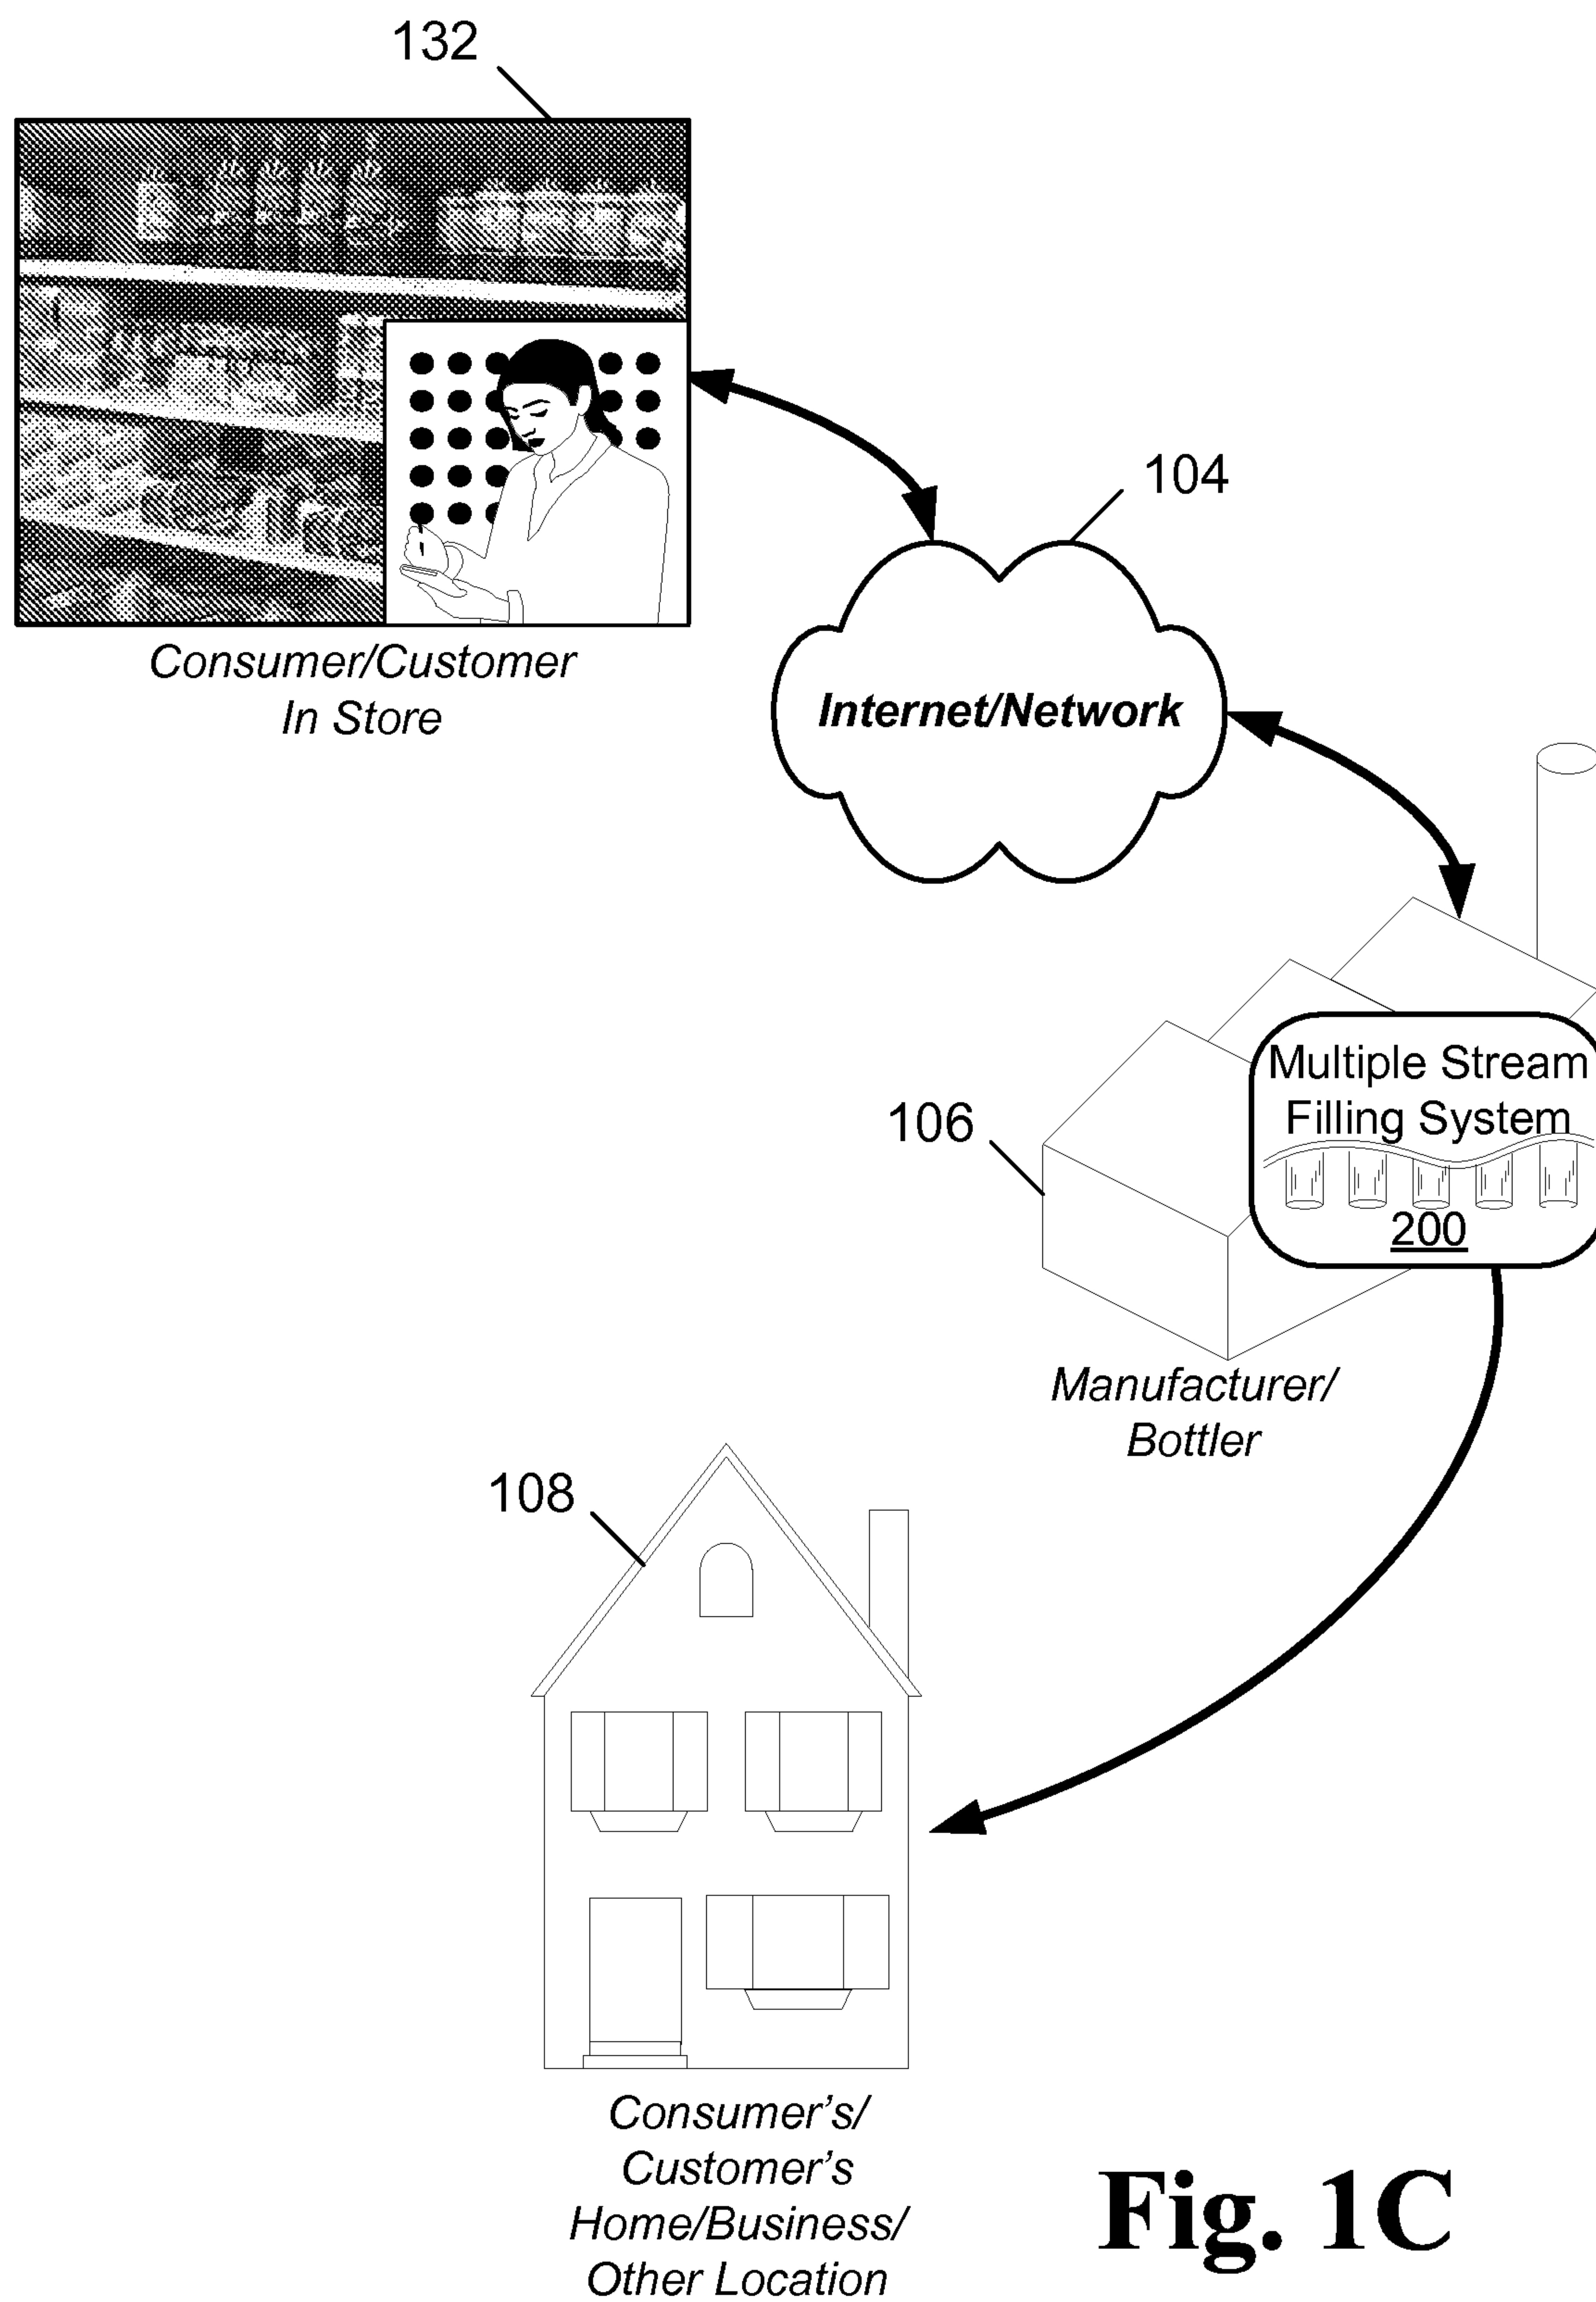 132
Consumer/Customer
In Store
104
Internet/Network
Multiple Stream
Filling System
200
106
Manufacturer/
Bottler
108
Consumer’s/
Customer’s
Home/Business/
Other Location
Fig. 1C